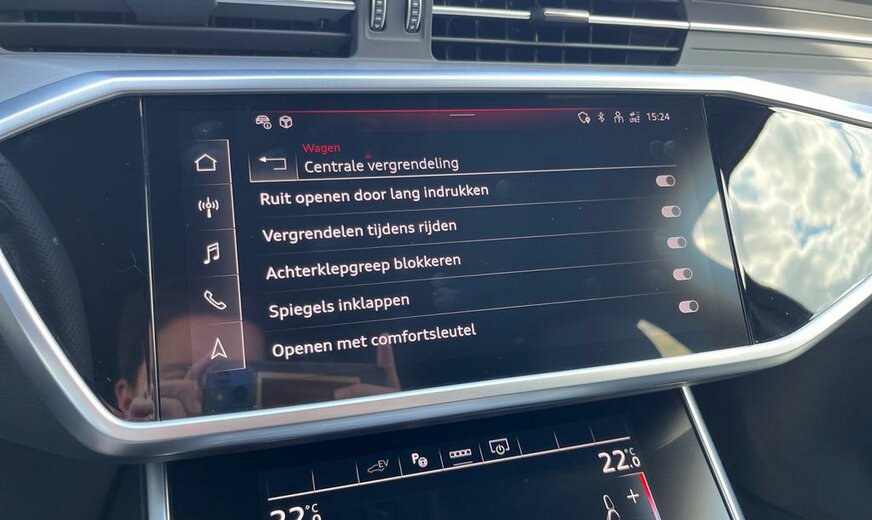 15:24
Wagen
Centrale vergrendeling
Ruit openen door lang indrukken
Vergrendelen tijdens rijden
Achterklepgreep blokkeren
Spiegels inklappen
Openen met comfortsleutel
EV
P
22.0°C
22°C
+